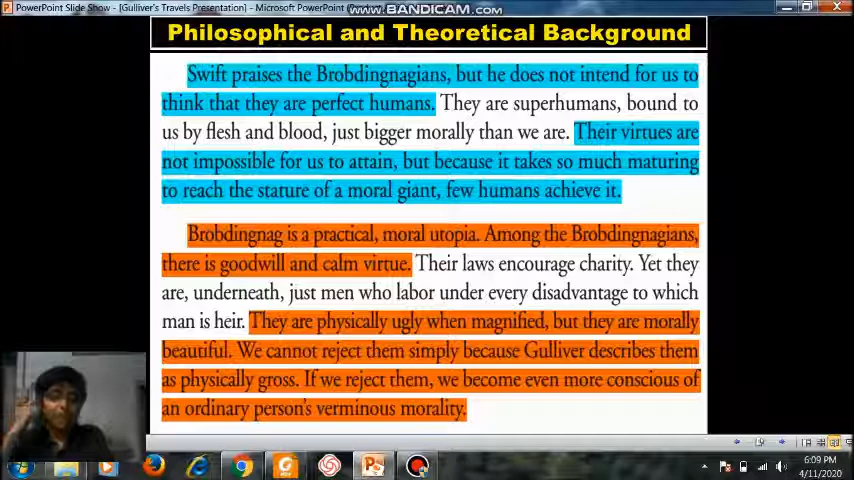 PowerPoint Slide Show - [Gulliver's Travels Presentation] - Microsoft PowerPoint
www.BANDICAM.com
Philosophical and Theoretical Background
Swift praises the Brobdingnagians, but he does not intend for us to
think that they are perfect humans. They are superhumans, bound to
us by flesh and blood, just bigger morally than we are. Their virtues are
not impossible for us to attain, but because it takes so much maturing
to reach the stature of a moral giant, few humans achieve it.
Brobdingnag is a practical, moral utopia. Among the Brobdingnagians,
there is goodwill and calm virtue. Their laws encourage charity. Yet they
are, underneath, just men who labor under every disadvantage to which
man is heir. They are physically ugly when magnified, but they are morally
beautiful. We cannot reject them simply because Gulliver describes them
as physically gross. If we reject them, we become even more conscious of
an ordinary person's verminous morality.
6:09 PM
4/11/2020